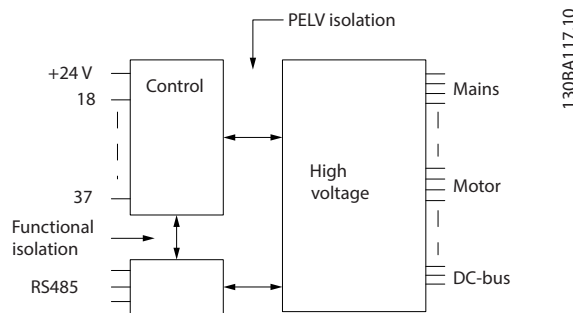 PELV isolation
130BA117.10
+24 V
Control
18
Mains
High
voltage
37
Motor
Functional
isolation
RS485
DC-bus